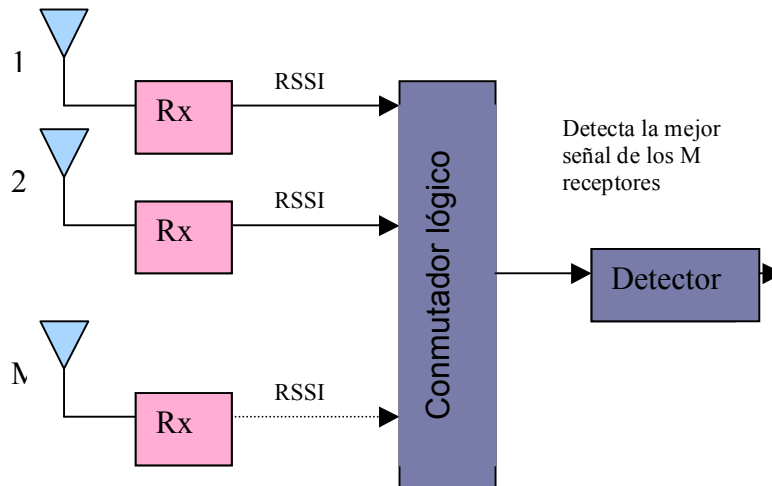 1
Rx
RSSI
2
Rx
RSSI
M
Rx
RSSI
Conmutador lógico
Detecta la mejor
señal de los M
receptores
Detector